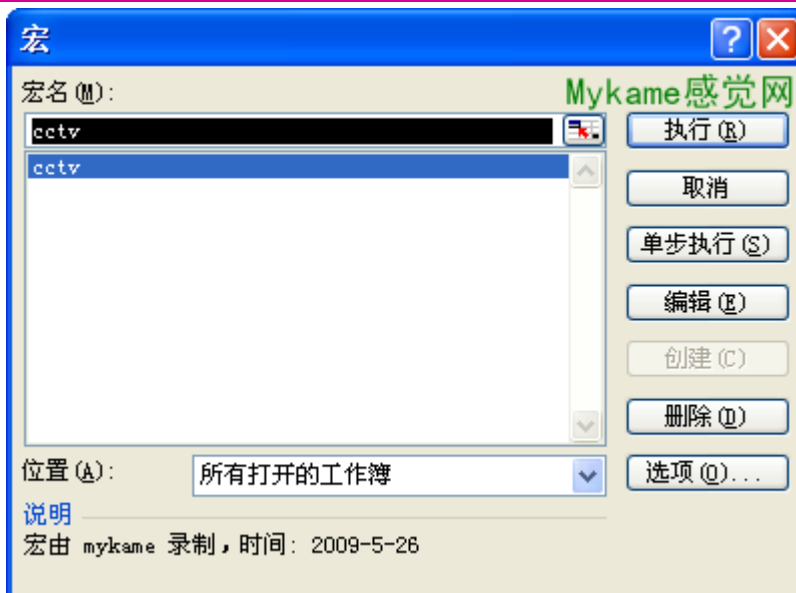 宏
宏名(M):
Mykame感觉网
cctv
执行(R)
cctv
取消
单步执行(S)
编辑(E)
创建(C)
删除(D)
位置(A):
所有打开的工作簿
选项(O)...
说明
宏由 mykame 录制,时间: 2009-5-26